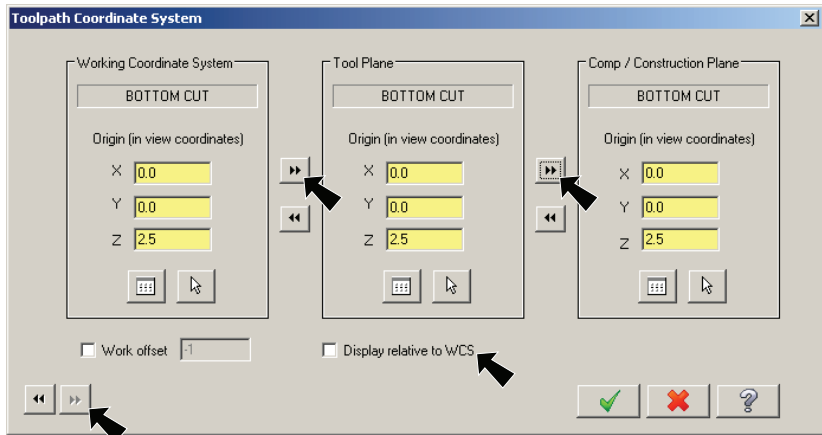 Toolpath Coordinate System
Working Coordinate System
Tool Plane
Comp / Construction Plane
BOTTOM CUT
BOTTOM CUT
BOTTOM CUT
Origin (in view coordinates)
Origin (in view coordinates)
Origin (in view coordinates)
X 0.0
X 0.0
X 0.0
Y 0.0
Y 0.0
Y 0.0
Z 2.5
Z 2.5
Z 2.5
Work offset -1
Display relative to WCS